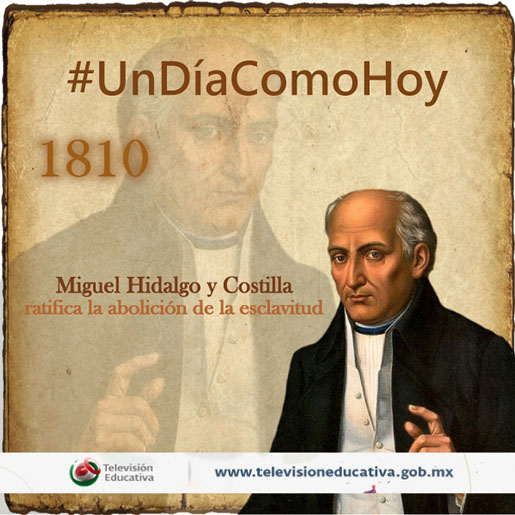 #UnDíaComoHoy
1810
Miguel Hidalgo y Costilla
ratifica la abolición de la esclavitud
Televisión
Educativa
www.televisioneducativa.gob.mx